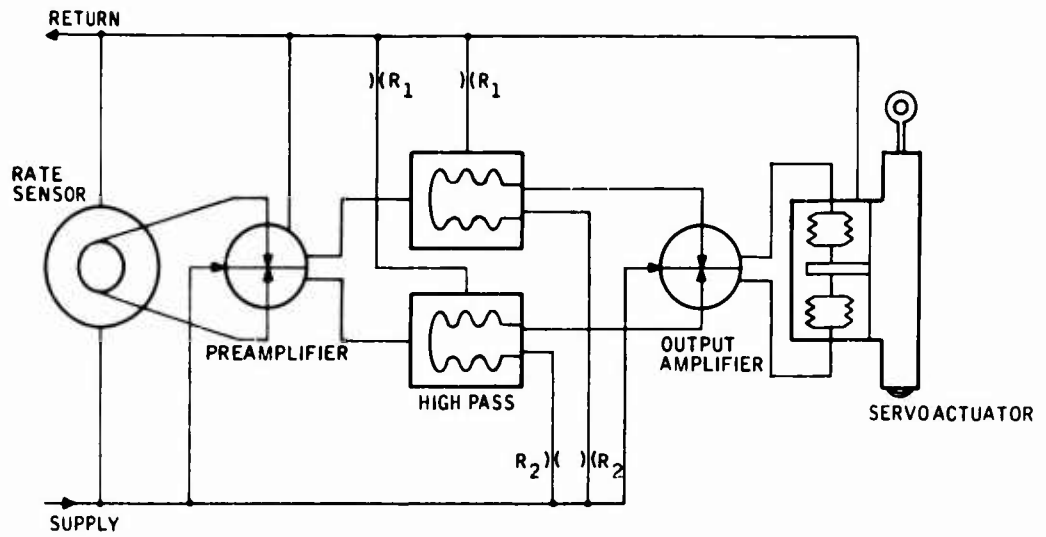 RETURN
)(R1
)(R1
RATE
SENSOR
PREAMPLIFIER
OUTPUT
AMPLIFIER
HIGH PASS
SERVOACTUATOR
R2)(
)(R2
SUPPLY